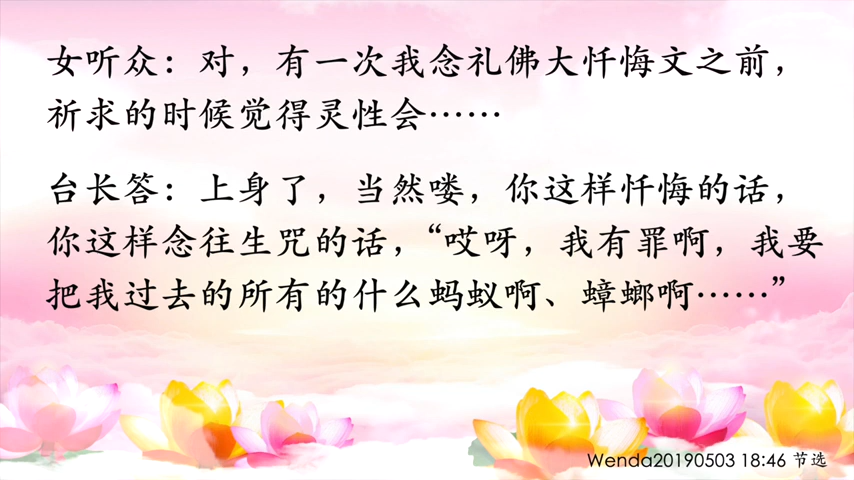 女听众：对，有一次我念礼佛大忏悔文之前，
祈求的时候觉得灵性会……
台长答：上身了，当然喽，你这样忏悔的话，
你这样念往生咒的话，“哎呀，我有罪啊，我要
把我过去的所有的什么蚂蚁啊、蟑螂啊……”
Wenda20190503 18:46 节选